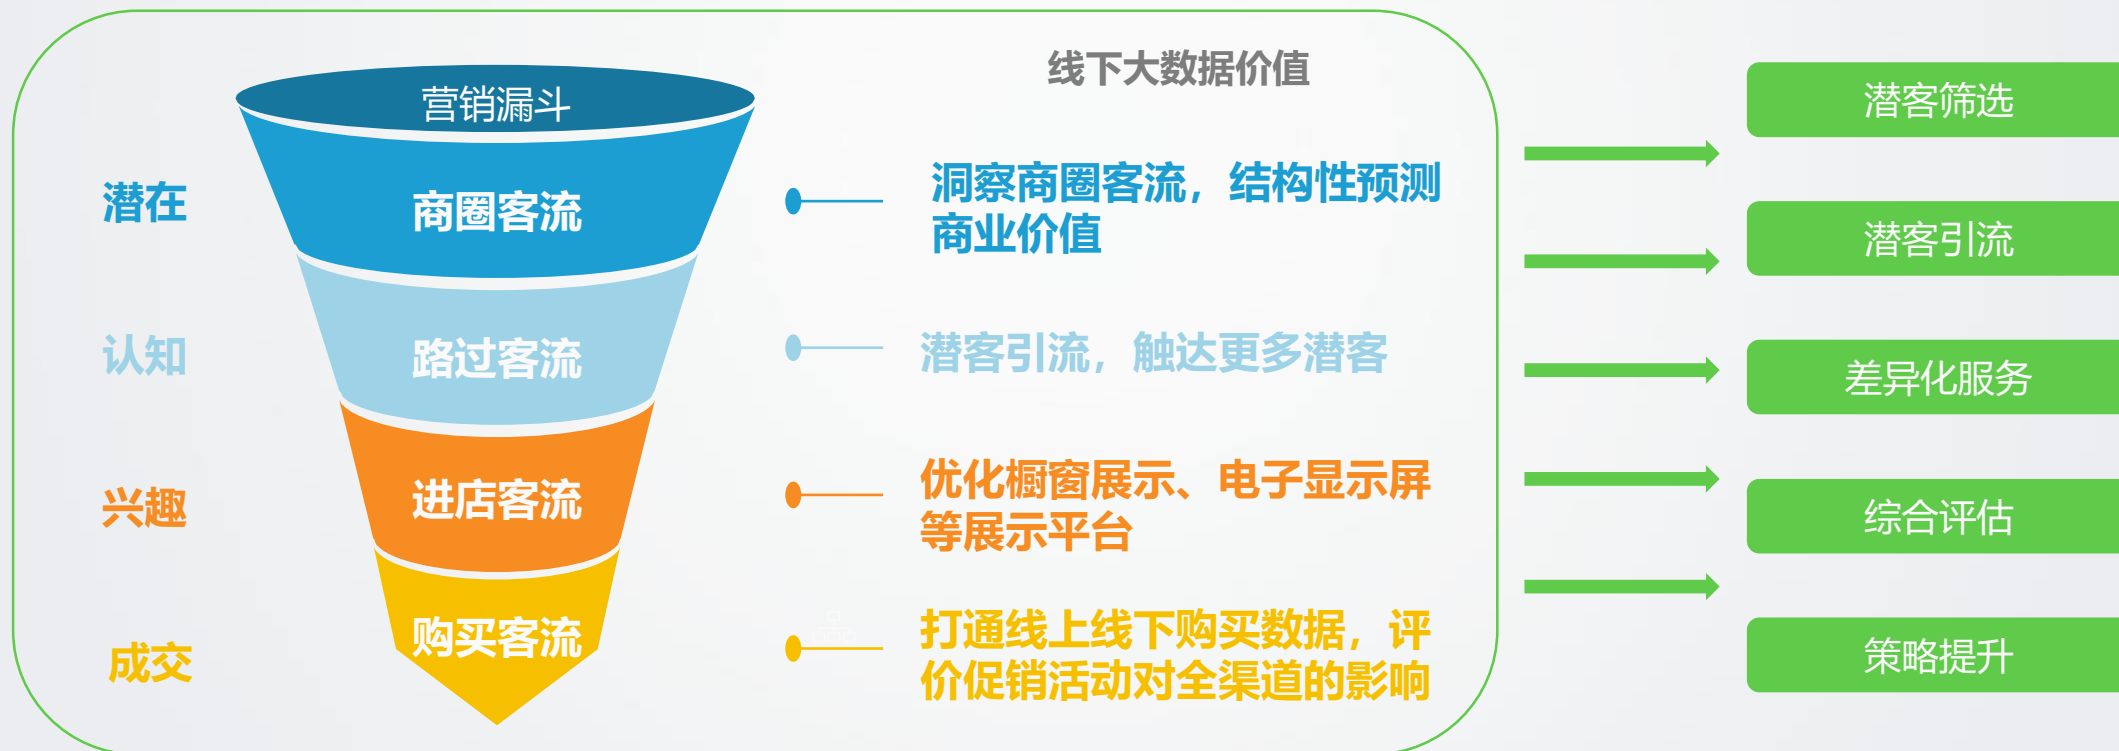 线下大数据价值
营销漏斗
潜在
商圈客流
洞察商圈客流，结构性预测
商业价值
认知
路过客流
潜客引流，触达更多潜客
兴趣
进店客流
优化橱窗展示、电子显示屏
等展示平台
成交
购买客流
打通线上线下购买数据，评
价促销活动对全渠道的影响
潜客筛选
潜客引流
差异化服务
综合评估
策略提升